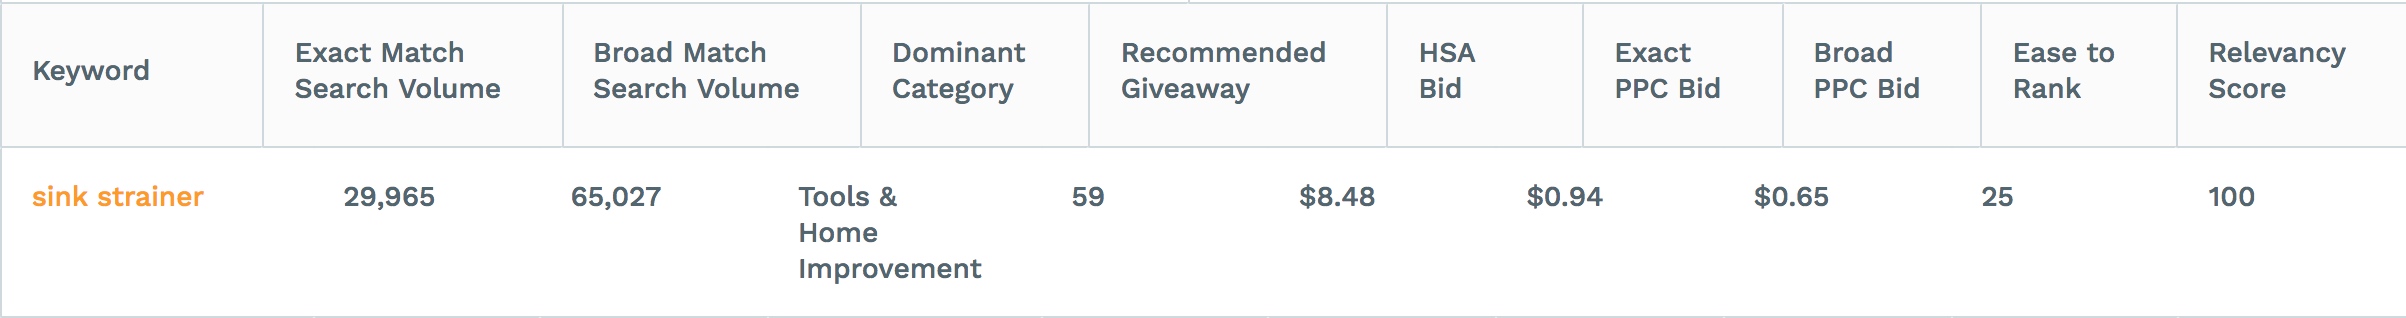 Keyword
Exact Match
Search Volume
Broad Match
Search Volume
Dominant
Category
Recommended
Giveaway
HSA
Bid
Exact
PPC Bid
Broad
PPC Bid
Ease to
Rank
Relevancy
Score
sink strainer
29,965
65,027
Tools &
Home
Improvement
59
$8.48
$0.94
$0.65
25
100